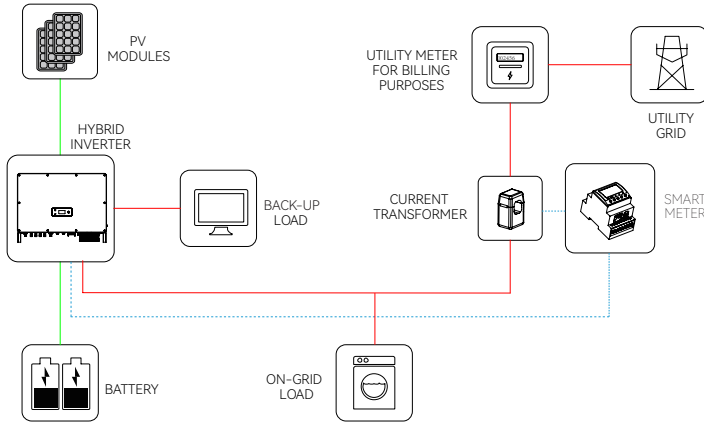 PV
MODULES
UTILITY METER
FOR BILLING
PURPOSES
UTILITY
GRID
HYBRID
INVERTER
BACK-UP
LOAD
CURRENT
TRANSFORMER
SMART
METER
BATTERY
ON-GRID
LOAD